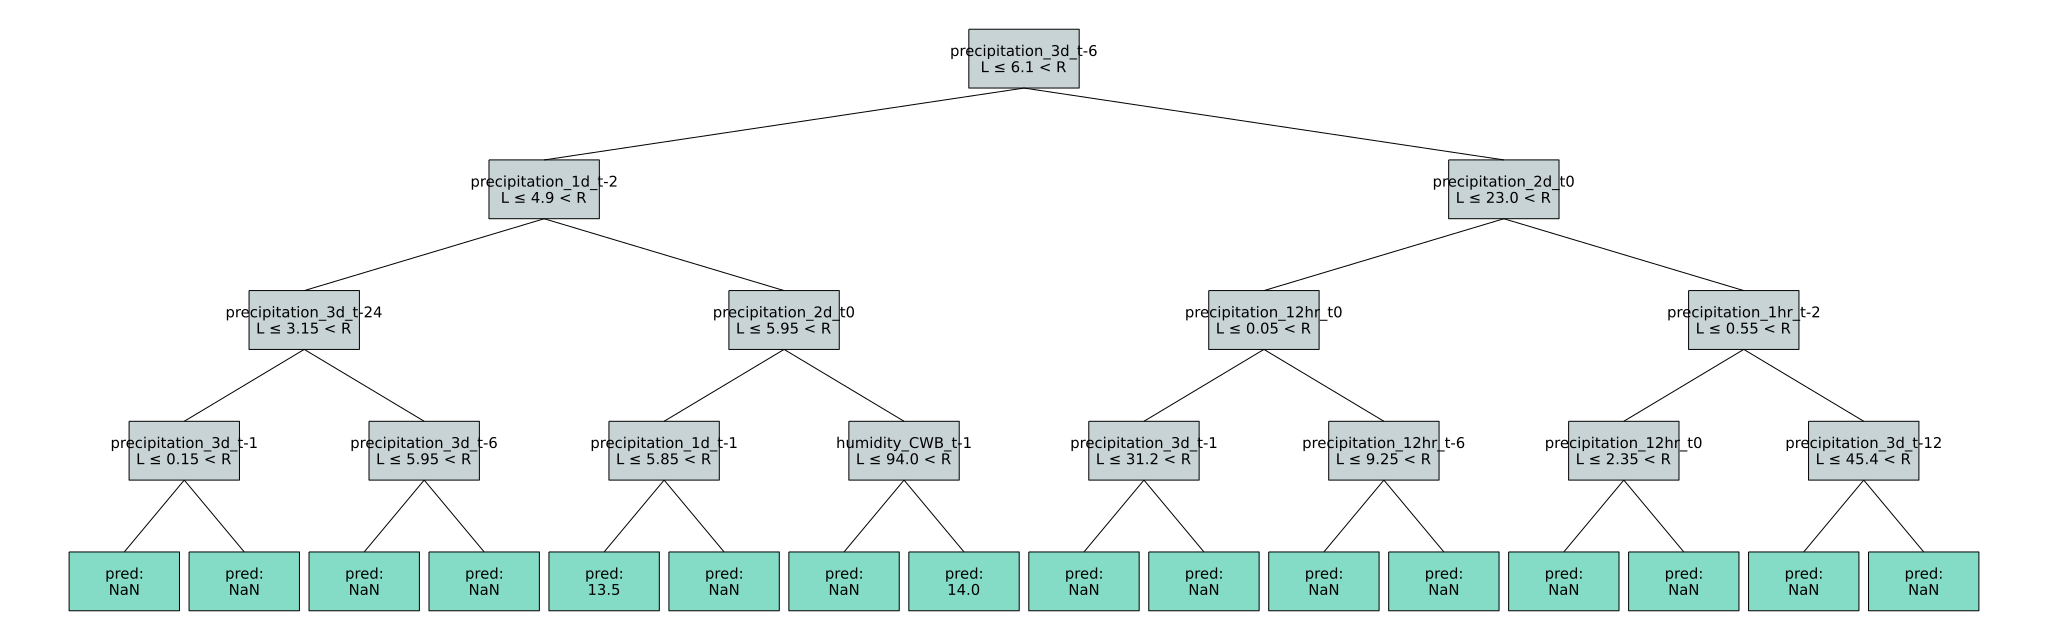 precipitation_3d_t-6
L ≤ 6.1 < R
precipitation_1d_t-2
L ≤ 4.9 < R
precipitation_2d_t0
L ≤ 23.0 < R
precipitation_3d_t-24
L ≤ 3.15 < R
precipitation_2d_t0
L ≤ 5.95 < R
precipitation_12hr_t0
L ≤ 0.05 < R
precipitation_1hr_t-2
L ≤ 0.55 < R
precipitation_3d_t-1
L ≤ 0.15 < R
precipitation_3d_t-6
L ≤ 5.95 < R
precipitation_1d_t-1
L ≤ 5.85 < R
humidity_CWB_t-1
L ≤ 94.0 < R
precipitation_3d_t-1
L ≤ 31.2 < R
precipitation_12hr_t-6
L ≤ 9.25 < R
precipitation_12hr_t0
L ≤ 2.35 < R
precipitation_3d_t-12
L ≤ 45.4 < R
pred:
NaN
pred:
NaN
pred:
NaN
pred:
NaN
pred:
13.5
pred:
NaN
pred:
NaN
pred:
14.0
pred:
NaN
pred:
NaN
pred:
NaN
pred:
NaN
pred:
NaN
pred:
NaN
pred:
NaN
pred:
NaN